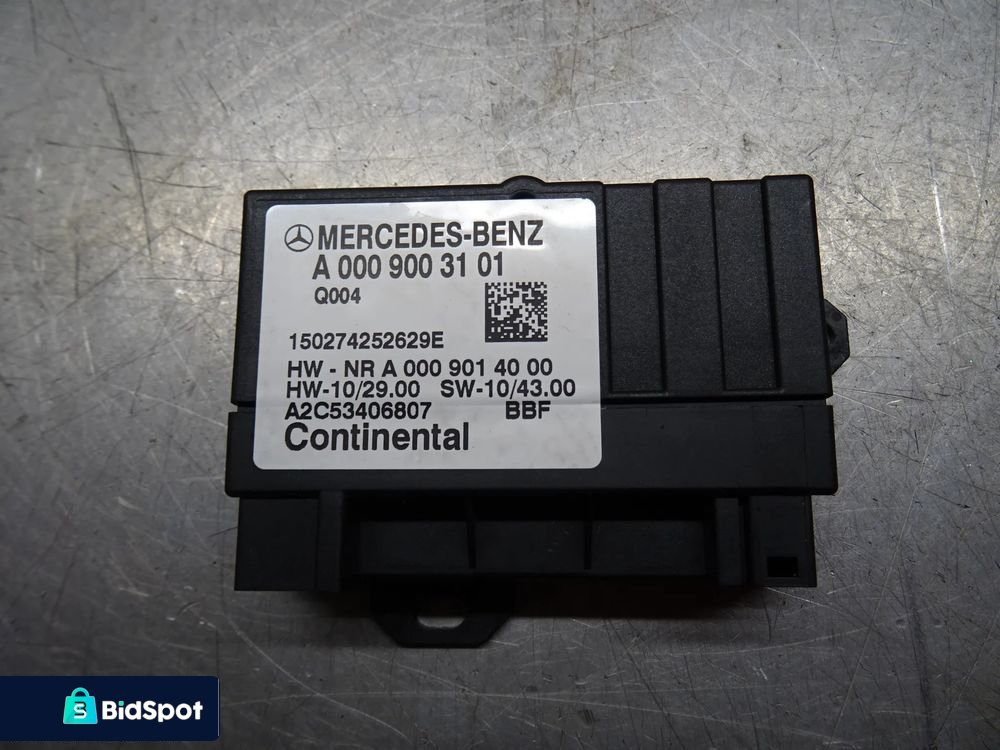 MERCEDES-BENZ
A 000 900 31 01
Q004
150274252629E
HW - NR A 000 901 40 00
HW-10/29.00 SW-10/43.00
A2C53406807 BBF
Continental
S BidSpot